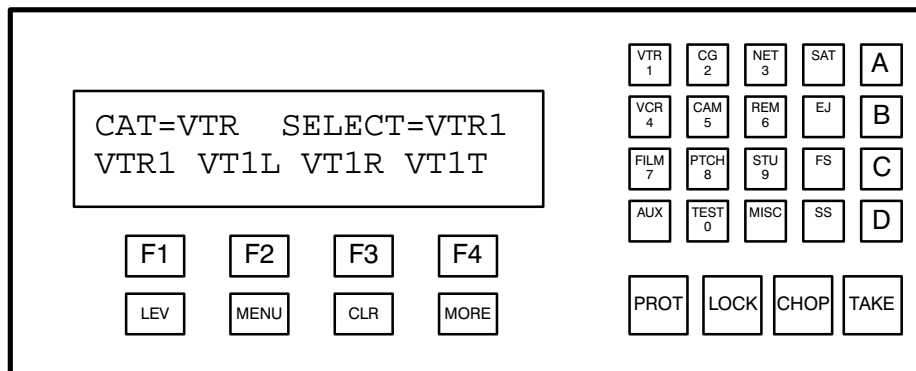 CAT=VTR SELECT=VTR1
VTR1 VT1L VT1R VT1T
F1 F2 F3 F4
LEV MENU CLR MORE
VTR 1 CG 2 NET 3 SAT A
VCR 4 CAM 5 REM 6 EJ B
FILM 7 PTCH 8 STU 9 FS C
AUX TEST 0 MISC SS D
PROT LOCK CHOP TAKE